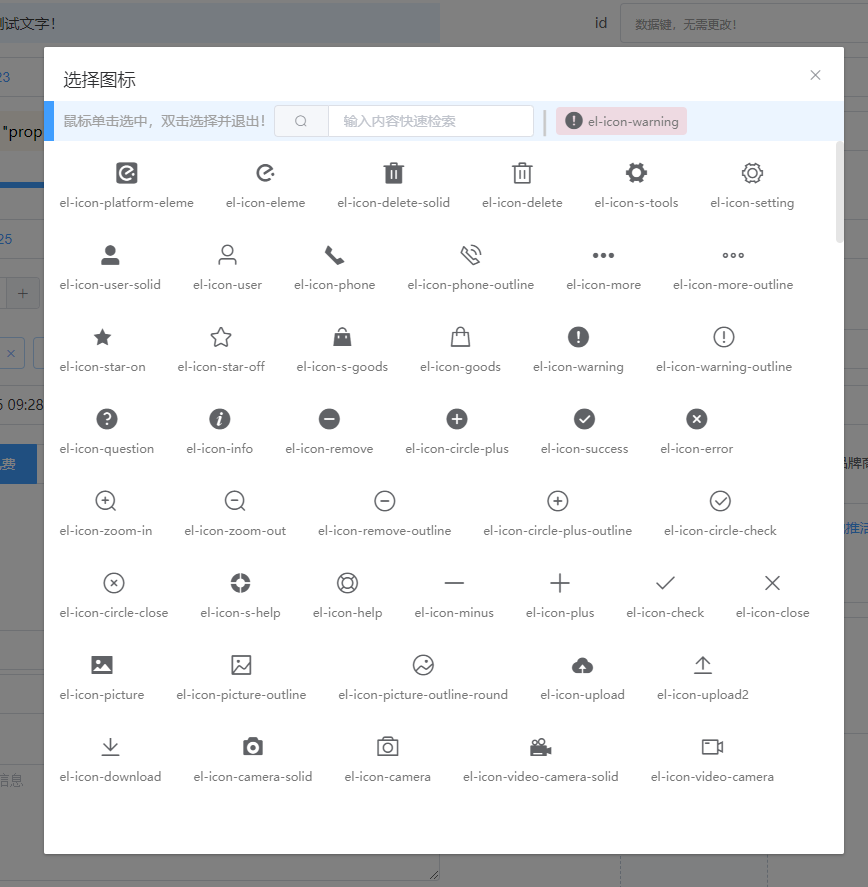 测试文字！
id
数据键，无需更改！
选择图标
鼠标单击选中，双击选择并退出！
输入内容快速检索
el-icon-warning
el-icon-platform-eleme el-icon-eleme el-icon-delete-solid el-icon-delete el-icon-s-tools el-icon-setting
el-icon-user-solid el-icon-user el-icon-phone el-icon-phone-outline el-icon-more el-icon-more-outline
el-icon-star-on el-icon-star-off el-icon-s-goods el-icon-goods el-icon-warning el-icon-warning-outline
el-icon-question el-icon-info el-icon-remove el-icon-circle-plus el-icon-success el-icon-error
el-icon-zoom-in el-icon-zoom-out el-icon-remove-outline el-icon-circle-plus-outline el-icon-circle-check
el-icon-circle-close el-icon-s-help el-icon-help el-icon-minus el-icon-plus el-icon-check el-icon-close
el-icon-picture el-icon-picture-outline el-icon-picture-outline-round el-icon-upload el-icon-upload2
el-icon-download el-icon-camera-solid el-icon-camera el-icon-video-camera-solid el-icon-video-camera
23
"prop
25
09:28
费
信息